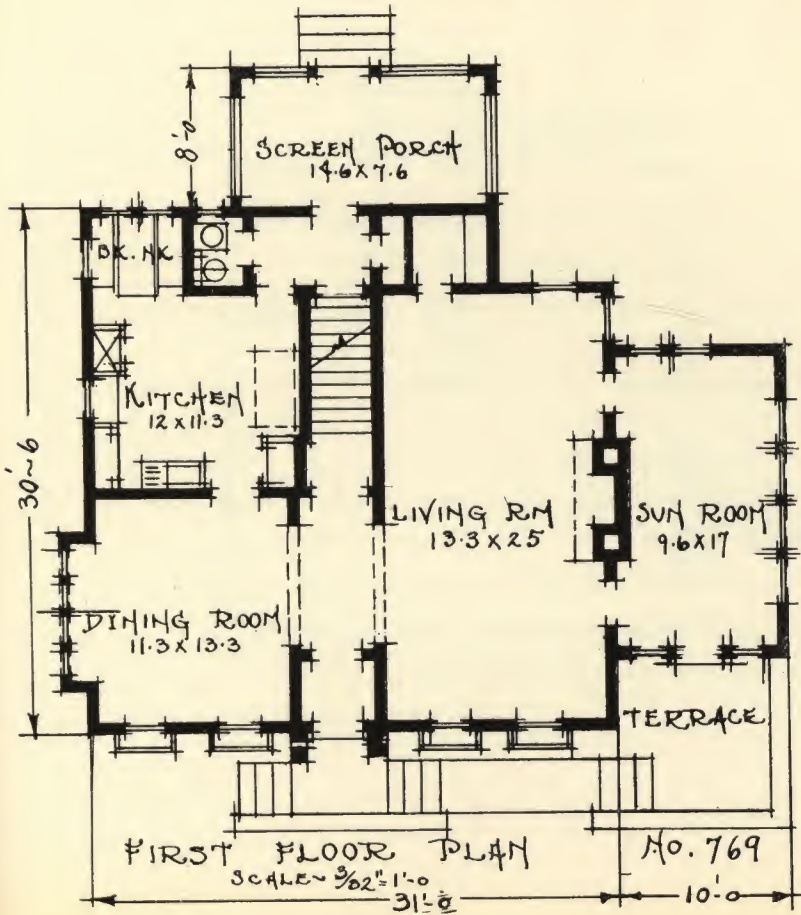 SCREEN PORCH
14.6 X 7.6
8'-0
BK. NK.
KITCHEN
12 X 11.3
30'~6
LIVING RM
13.3 X 25
SUN ROOM
9.6 X 17
DINING ROOM
11.3 X 13.3
TERRACE
FIRST FLOOR PLAN
NO. 769
SCALE~ 3/32"=1'-0
31'-0
10'-0